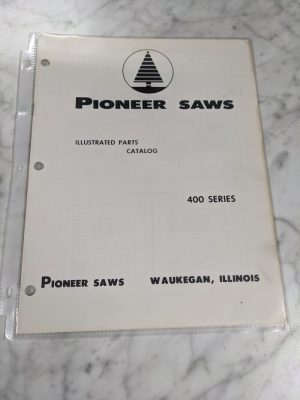 PIONEER SAWS
ILLUSTRATED PARTS
CATALOG
400 SERIES
PIONEER SAWS WAUKEGAN, ILLINOIS